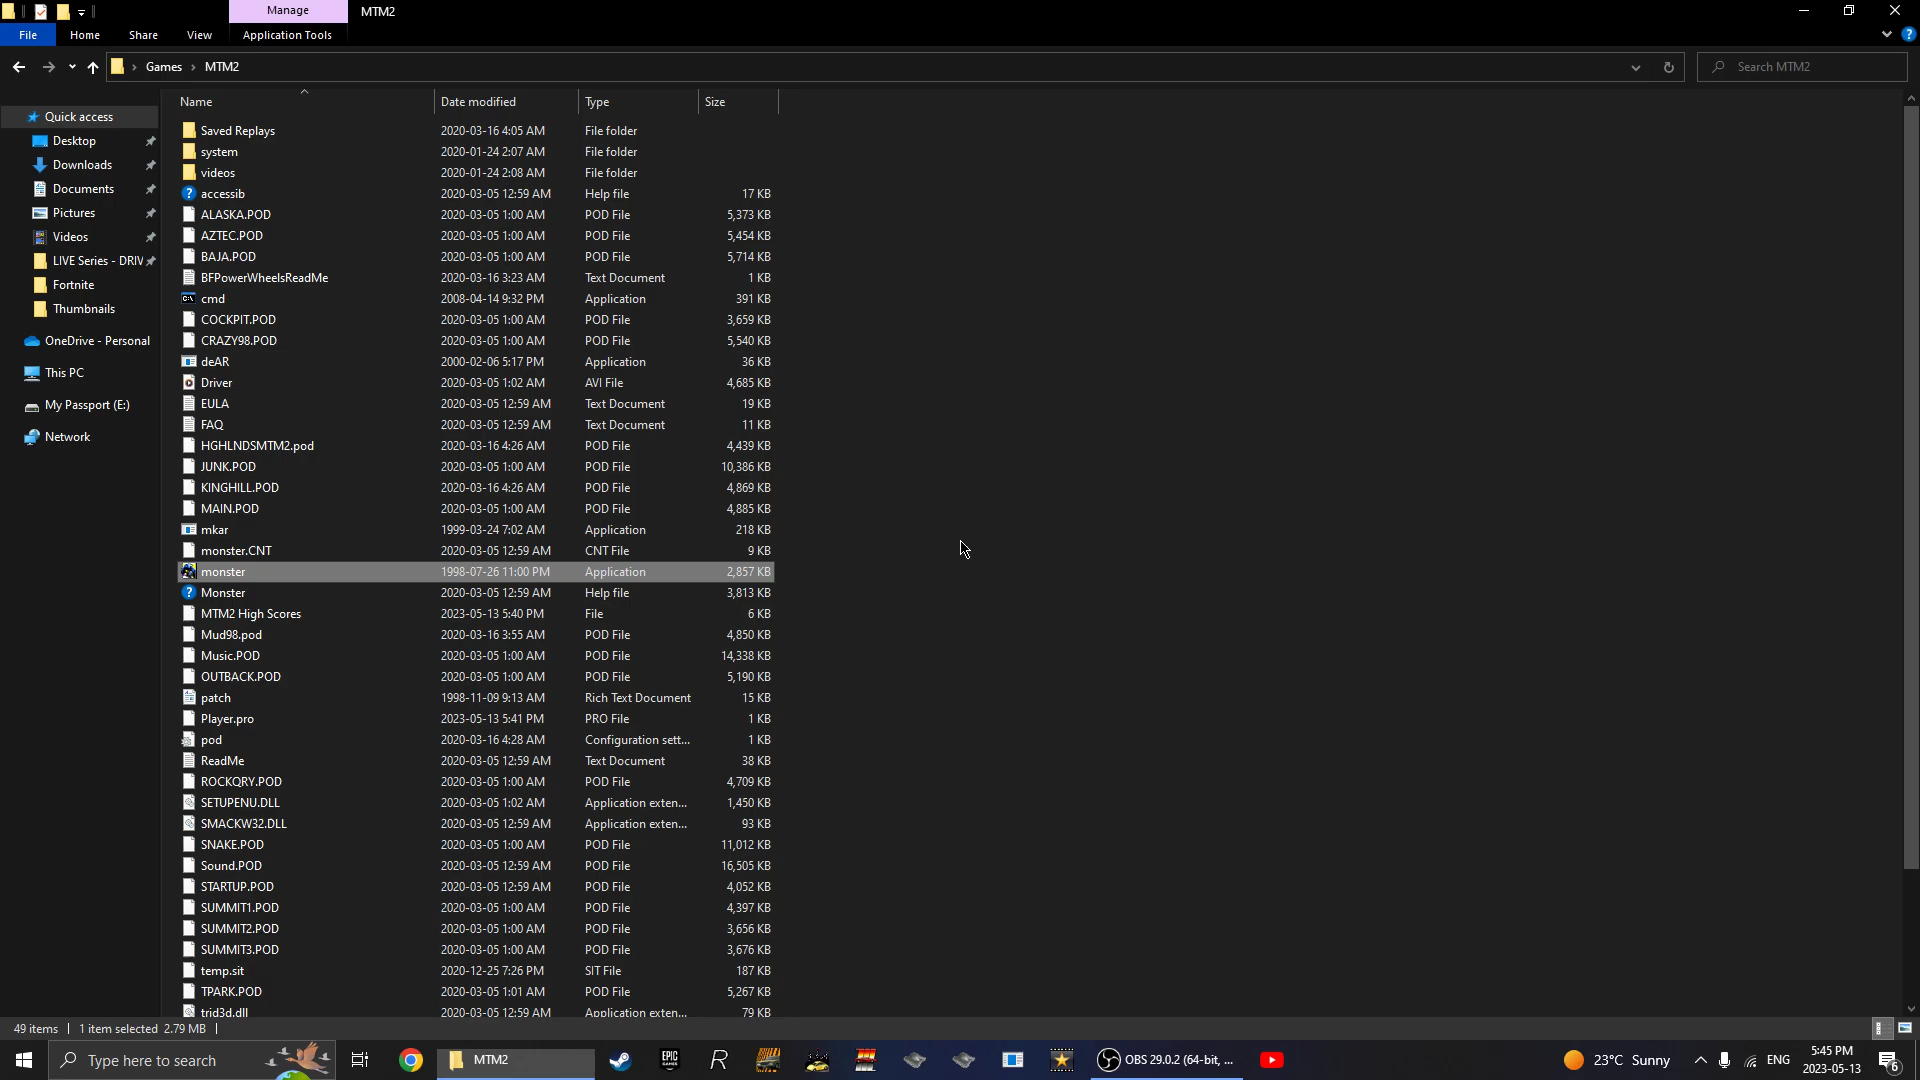 Manage
MTM2
File
Home
Share
View
Application Tools
Games
MTM2
Search MTM2
Quick access
Desktop
Downloads
Documents
Pictures
Videos
LIVE Series - DRIV
Fortnite
Thumbnails
OneDrive - Personal
This PC
My Passport (E:)
Network
Name Date modified Type Size
Saved Replays 2020-03-16 4:05 AM File folder
system 2020-01-24 2:07 AM File folder
videos 2020-01-24 2:08 AM File folder
accessib 2020-03-05 12:59 AM Help file 17 KB
ALASKA.POD 2020-03-05 1:00 AM POD File 5,373 KB
AZTEC.POD 2020-03-05 1:00 AM POD File 5,454 KB
BAJA.POD 2020-03-05 1:00 AM POD File 5,714 KB
BFPowerWheelsReadMe 2020-03-16 3:23 AM Text Document 1 KB
cmd 2008-04-14 9:32 PM Application 391 KB
COCKPIT.POD 2020-03-05 1:00 AM POD File 3,659 KB
CRAZY98.POD 2020-03-05 1:00 AM POD File 5,540 KB
deAR 2000-02-06 5:17 PM Application 36 KB
Driver 2020-03-05 1:02 AM AVI File 4,685 KB
EULA 2020-03-05 12:59 AM Text Document 19 KB
FAQ 2020-03-05 12:59 AM Text Document 11 KB
HGHLNDSMTM2.pod 2020-03-16 4:26 AM POD File 4,439 KB
JUNK.POD 2020-03-05 1:00 AM POD File 10,386 KB
KINGHILL.POD 2020-03-16 4:26 AM POD File 4,869 KB
MAIN.POD 2020-03-05 1:00 AM POD File 4,885 KB
mkar 1999-03-24 7:02 AM Application 218 KB
monster.CNT 2020-03-05 12:59 AM CNT File 9 KB
monster 1998-07-26 11:00 PM Application 2,857 KB
Monster 2020-03-05 12:59 AM Help file 3,813 KB
MTM2 High Scores 2023-05-13 5:40 PM File 6 KB
Mud98.pod 2020-03-16 3:55 AM POD File 4,850 KB
Music.POD 2020-03-05 1:00 AM POD File 14,338 KB
OUTBACK.POD 2020-03-05 1:00 AM POD File 5,190 KB
patch 1998-11-09 9:13 AM Rich Text Document 15 KB
Player.pro 2023-05-13 5:41 PM PRO File 1 KB
pod 2020-03-16 4:28 AM Configuration sett... 1 KB
ReadMe 2020-03-05 12:59 AM Text Document 38 KB
ROCKQRY.POD 2020-03-05 1:00 AM POD File 4,709 KB
SETUPENU.DLL 2020-03-05 1:02 AM Application exten... 1,450 KB
SMACKW32.DLL 2020-03-05 12:59 AM Application exten... 93 KB
SNAKE.POD 2020-03-05 1:00 AM POD File 11,012 KB
Sound.POD 2020-03-05 12:59 AM POD File 16,505 KB
STARTUP.POD 2020-03-05 12:59 AM POD File 4,052 KB
SUMMIT1.POD 2020-03-05 1:00 AM POD File 4,397 KB
SUMMIT2.POD 2020-03-05 1:00 AM POD File 3,656 KB
SUMMIT3.POD 2020-03-05 1:00 AM POD File 3,676 KB
temp.sit 2020-12-25 7:26 PM SIT File 187 KB
TPARK.POD 2020-03-05 1:01 AM POD File 5,267 KB
trid3d.dll 2020-03-05 12:59 AM Application exten... 79 KB
49 items 1 item selected 2.79 MB
Type here to search
EPIC GAMES
MTM2
OBS 29.0.2 (64-bit, ...
23°C Sunny
ENG
5:45 PM
2023-05-13
6